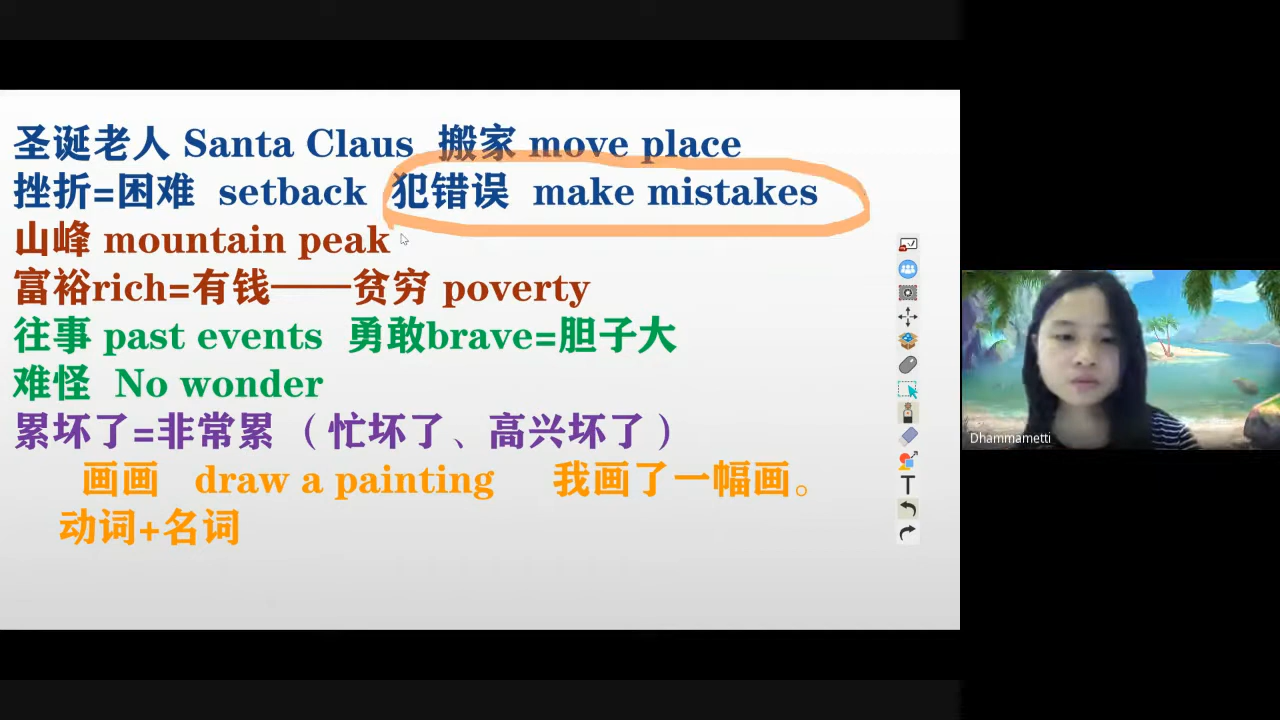 圣诞老人 Santa Claus 搬家 move place
挫折=困难 setback 犯错误 make mistakes
山峰 mountain peak
富裕rich=有钱——贫穷 poverty
往事 past events 勇敢brave=胆子大
难怪 No wonder
累坏了=非常累 （忙坏了、高兴坏了）
画画 draw a painting 我画了一幅画。
动词+名词
T
Dhammametti